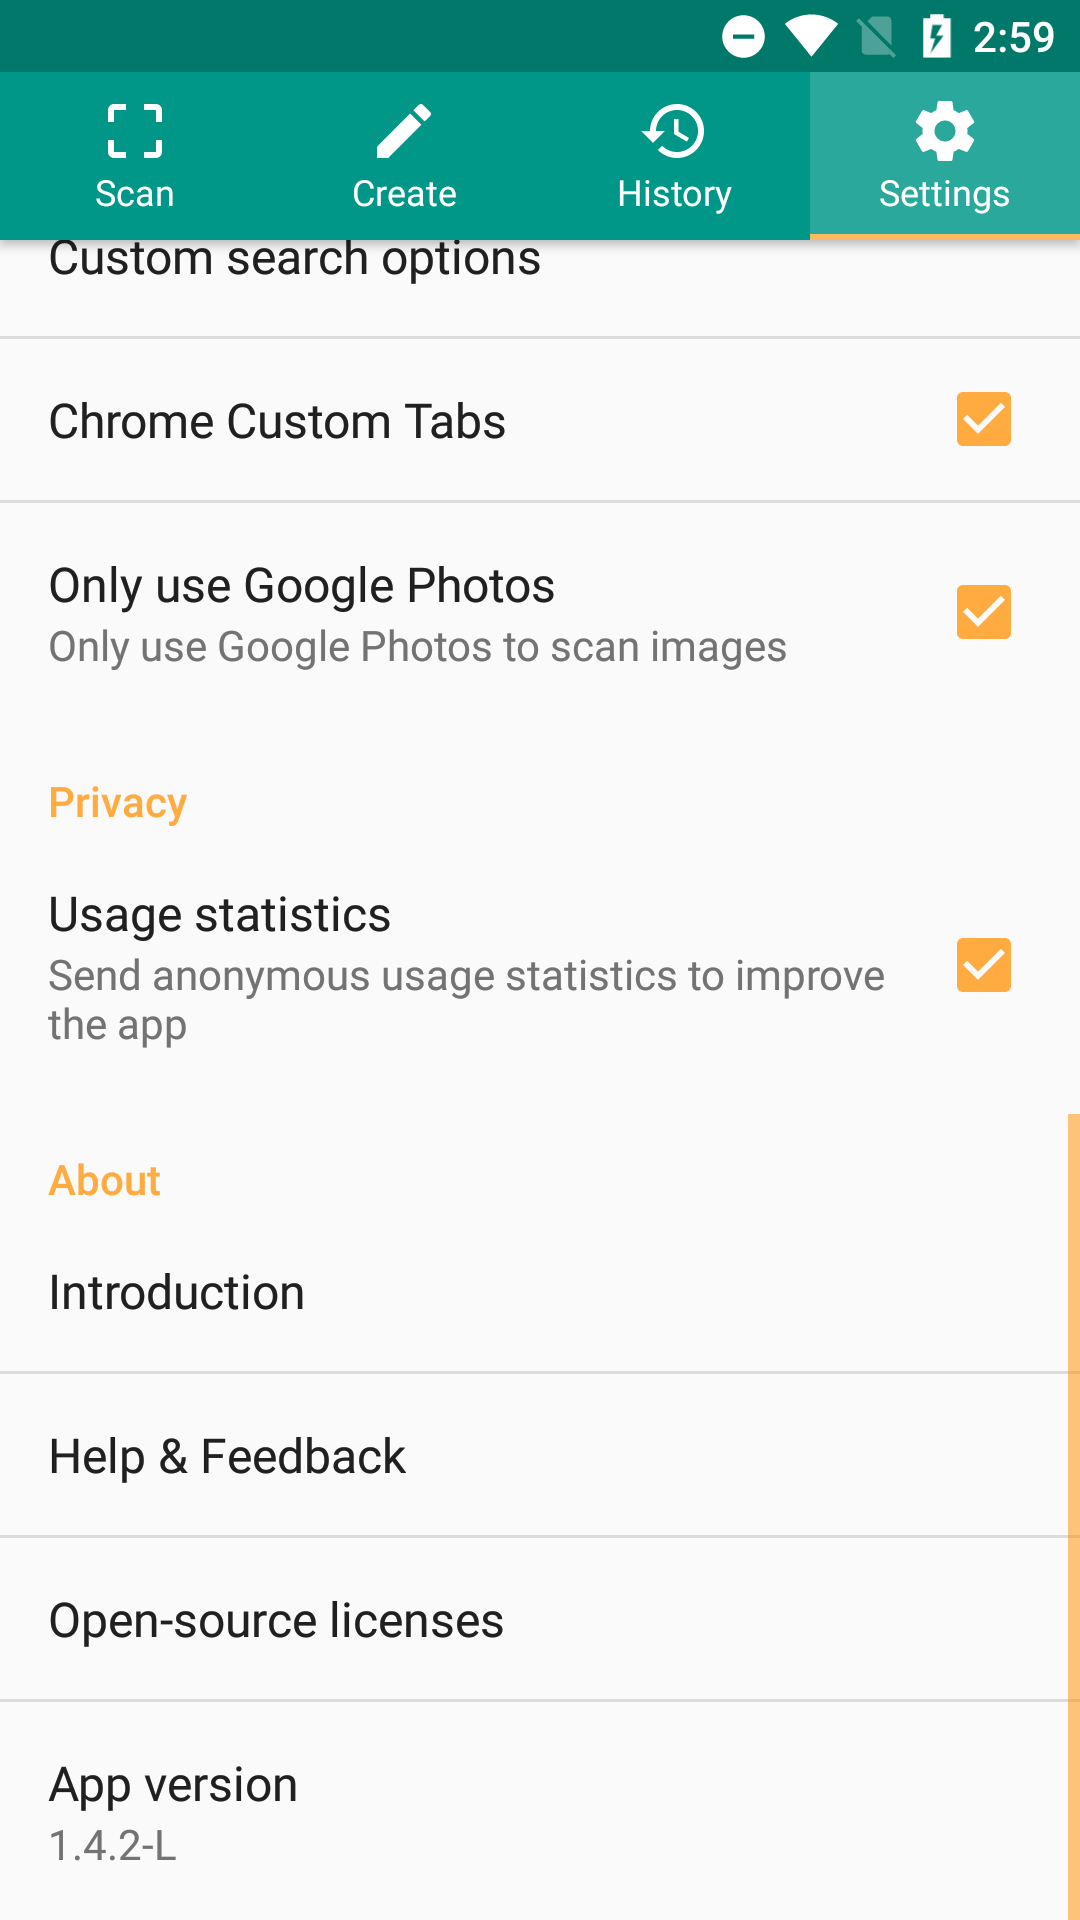 2:59
Scan
Create
History
Settings
Custom search options
Chrome Custom Tabs
Only use Google Photos
Only use Google Photos to scan images
Privacy
Usage statistics
Send anonymous usage statistics to improve
the app
About
Introduction
Help & Feedback
Open-source licenses
App version
1.4.2-L